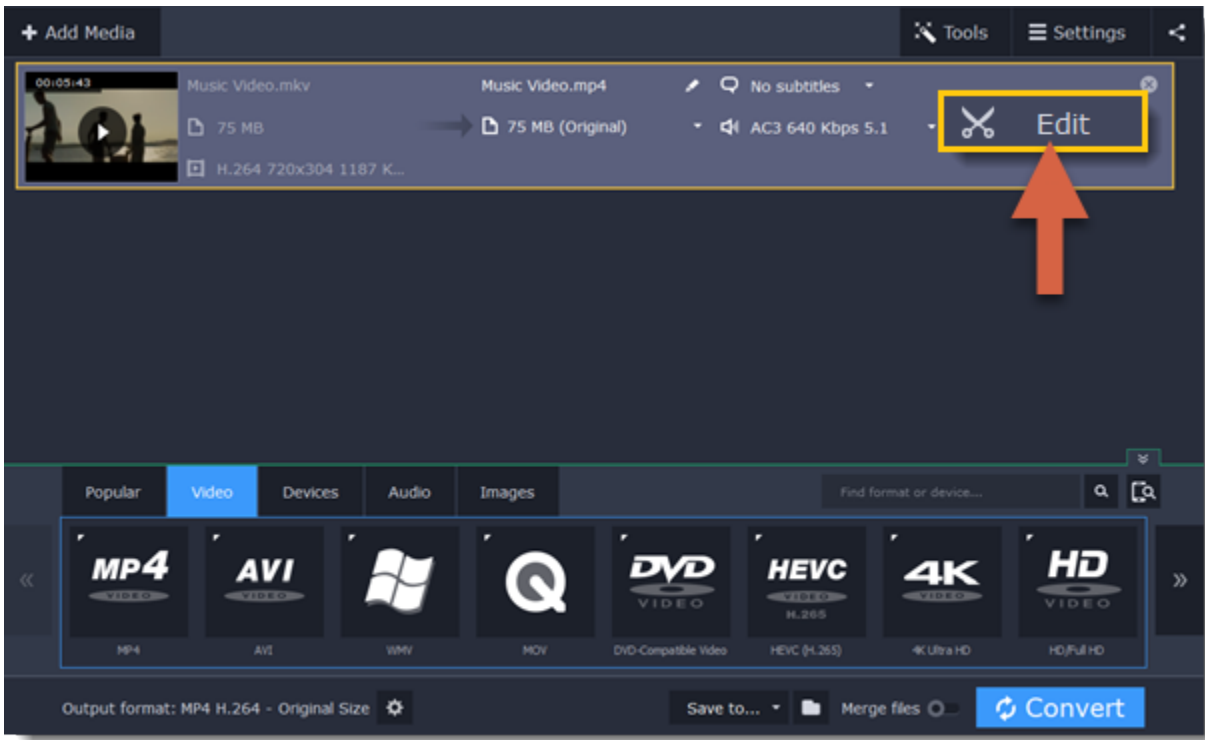 Add Media
Tools
Settings
00:05:43
Music Video.mkv
75 MB
H.264 720x304 1187 K...
Music Video.mp4
75 MB (Original)
No subtitles
AC3 640 Kbps 5.1
Edit
Popular
Video
Devices
Audio
Images
Find format or device...
MP4
VIDEO
MP4
AVI
VIDEO
AVI
WMV
MOV
DVD
VIDEO
DVD-Compatible Video
HEVC
VIDEO
H.265
HEVC (H.265)
4K
VIDEO
4K Ultra HD
HD
VIDEO
HD/Full HD
Output format: MP4 H.264 - Original Size
Save to...
Merge files
Convert